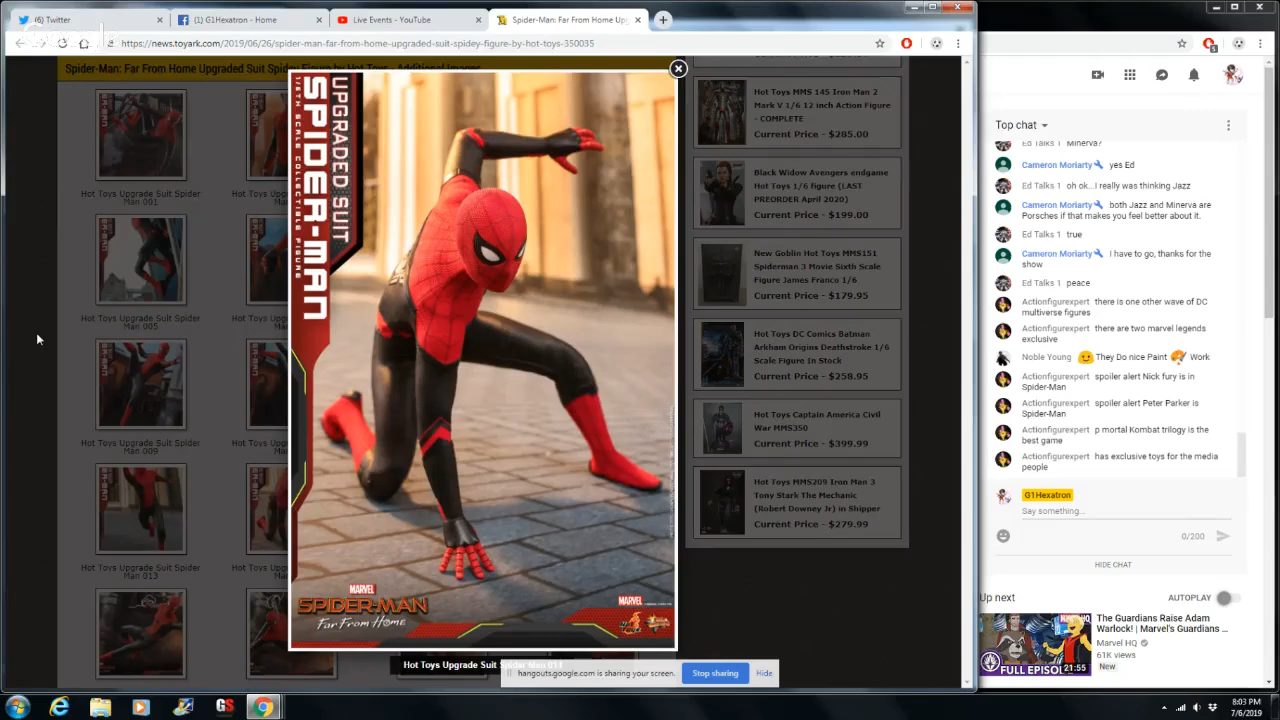 (6) Twitter
(1) G1Hexatron - Home
Live Events - YouTube
Spider-Man: Far From Home Upg
https://news.toyark.com/2019/06/26/spider-man-far-from-home-upgraded-suit-spidey-figure-by-hot-toys-350035
Spider-Man: Far From Home Upgraded Suit Spidey Figure by Hot Toys - Additional Images
Hot Toys Upgrade Suit Spider
Man 001
Hot Toys Upgrade Suit Spider
Man 005
Hot Toys Upgrade Suit Spider
Man 009
Hot Toys Upgrade Suit Spider
Man 013
UPGRADED SUIT
SPIDER-MAN
1/6TH SCALE COLLECTIBLE FIGURE
MARVEL
SPIDER-MAN
Far From Home
MARVEL
Hot Toys Upgrade Suit Spider Man 014
Hot Toys MMS 145 Iron Man 2
Mark V 1/6 12 inch Action Figure
- COMPLETE
Current Price - $285.00
Black Widow Avengers endgame
Hot Toys 1/6 figure (LAST
PREORDER April 2020)
Current Price - $199.00
New Goblin Hot Toys MMS151
Spiderman 3 Movie Sixth Scale
Figure James Franco 1/6
Current Price - $179.95
Hot Toys DC Comics Batman
Arkham Origins Deathstroke 1/6
Scale Figure In Stock
Current Price - $258.95
Hot Toys Captain America Civil
War MMS350
Current Price - $399.99
Hot Toys MMS209 Iron Man 3
Tony Stark The Mechanic
(Robert Downey Jr) in Shipper
Current Price - $279.99
hangouts.google.com is sharing your screen.
Stop sharing
Hide
Top chat
Ed Talks 1 Minerva?
Cameron Moriarty yes Ed
Ed Talks 1 oh ok...I really was thinking Jazz
Cameron Moriarty both Jazz and Minerva are
Porsches if that makes you feel better about it.
Ed Talks 1 true
Cameron Moriarty I have to go, thanks for the
show
Ed Talks 1 peace
Actionfigurexpert there is one other wave of DC
multiverse figures
Actionfigurexpert there are two marvel legends
exclusive
Noble Young They Do nice Paint Work
Actionfigurexpert spoiler alert Nick fury is in
Spider-Man
Actionfigurexpert spoiler alert Peter Parker is
Spider-Man
Actionfigurexpert p mortal Kombat trilogy is the
best game
Actionfigurexpert has exclusive toys for the media
people
G1Hexatron
Say something...
0/200
HIDE CHAT
Up next
AUTOPLAY
The Guardians Raise Adam
Warlock! | Marvel's Guardians ...
Marvel HQ
61K views
New
FULL EPISO
21:55
GS
8:03 PM
7/6/2019